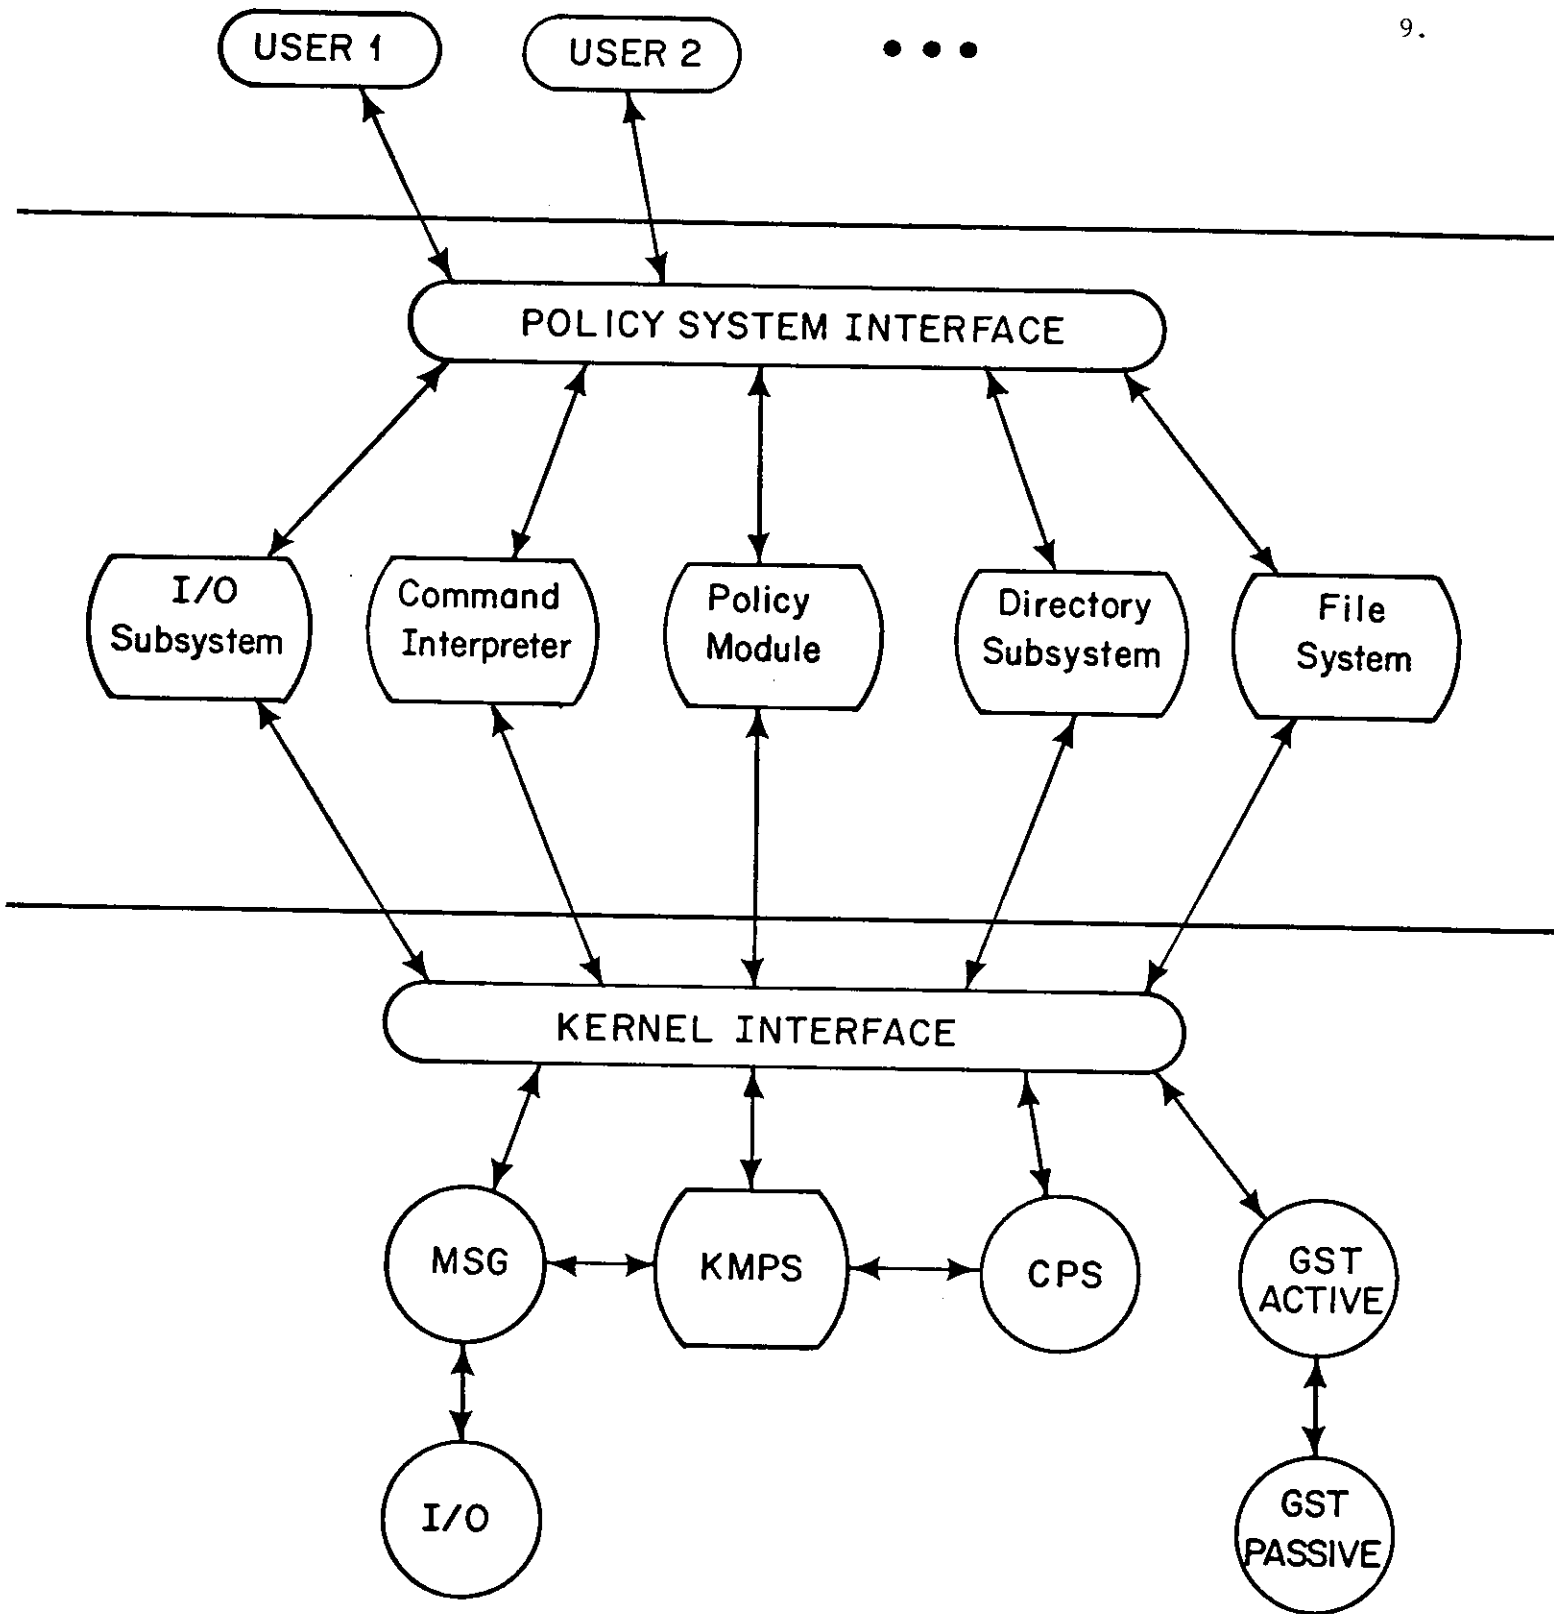 9.
USER 1
USER 2
POLICY SYSTEM INTERFACE
I/O
Subsystem
Command
Interpreter
Policy
Module
Directory
Subsystem
File
System
KERNEL INTERFACE
MSG
KMPS
CPS
GST
ACTIVE
I/O
GST
PASSIVE